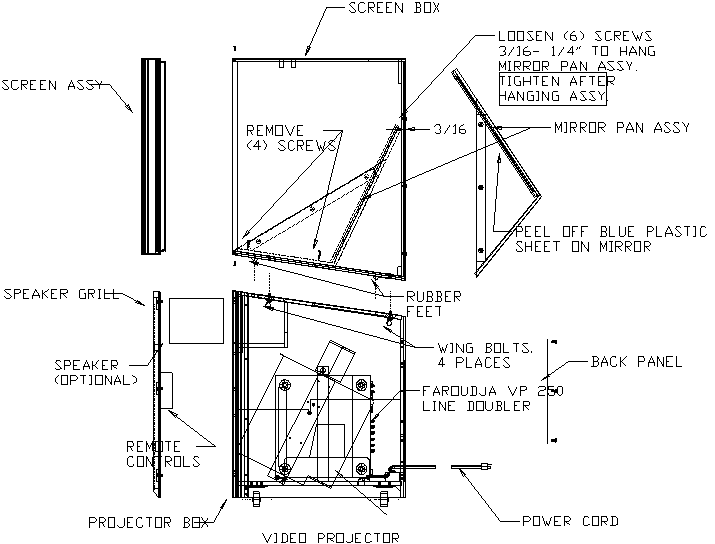 SCREEN BOX
LOOSEN (6) SCREWS
3/16- 1/4" TO HANG
MIRROR PAN ASSY.
TIGHTEN AFTER
HANGING ASSY.
SCREEN ASSY
REMOVE
(4) SCREWS
3/16
MIRROR PAN ASSY
PEEL OFF BLUE PLASTIC
SHEET ON MIRROR
SPEAKER GRILL
RUBBER
FEET
WING BOLTS.
4 PLACES
BACK PANEL
SPEAKER
(OPTIONAL)
FAROUDJA VP 250
LINE DOUBLER
REMOTE
CONTROLS
PROJECTOR BOX
POWER CORD
VIDEO PROJECTOR